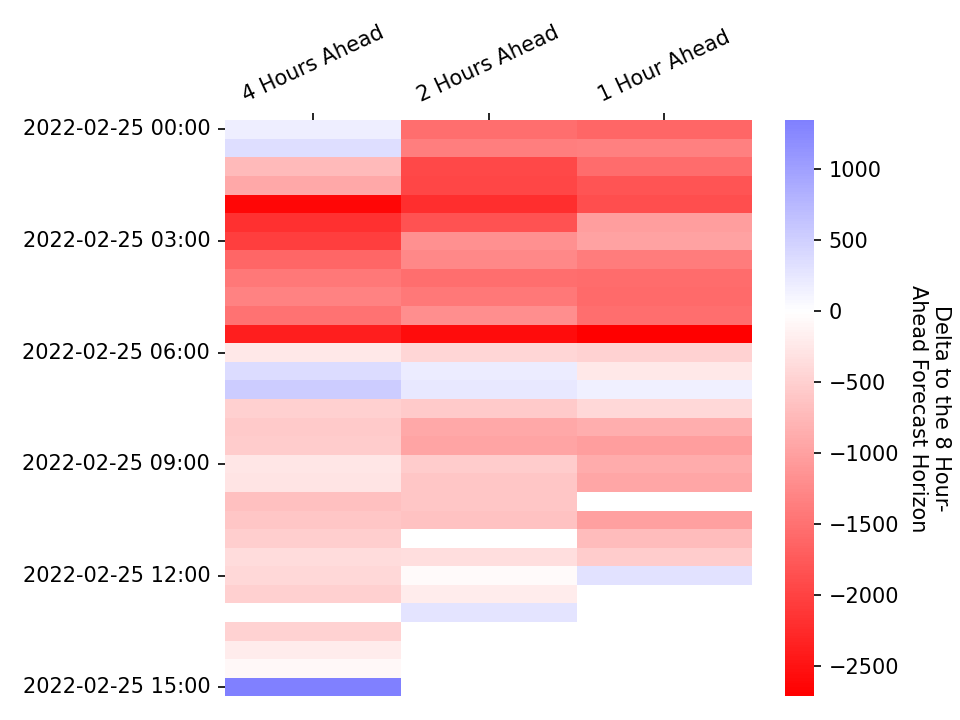 4 Hours Ahead
2 Hours Ahead
1 Hour Ahead
2022-02-25 00:00
2022-02-25 03:00
2022-02-25 06:00
2022-02-25 09:00
2022-02-25 12:00
2022-02-25 15:00
1000
500
0
−500
−1000
−1500
−2000
−2500
Delta to the 8 Hour-
Ahead Forecast Horizon